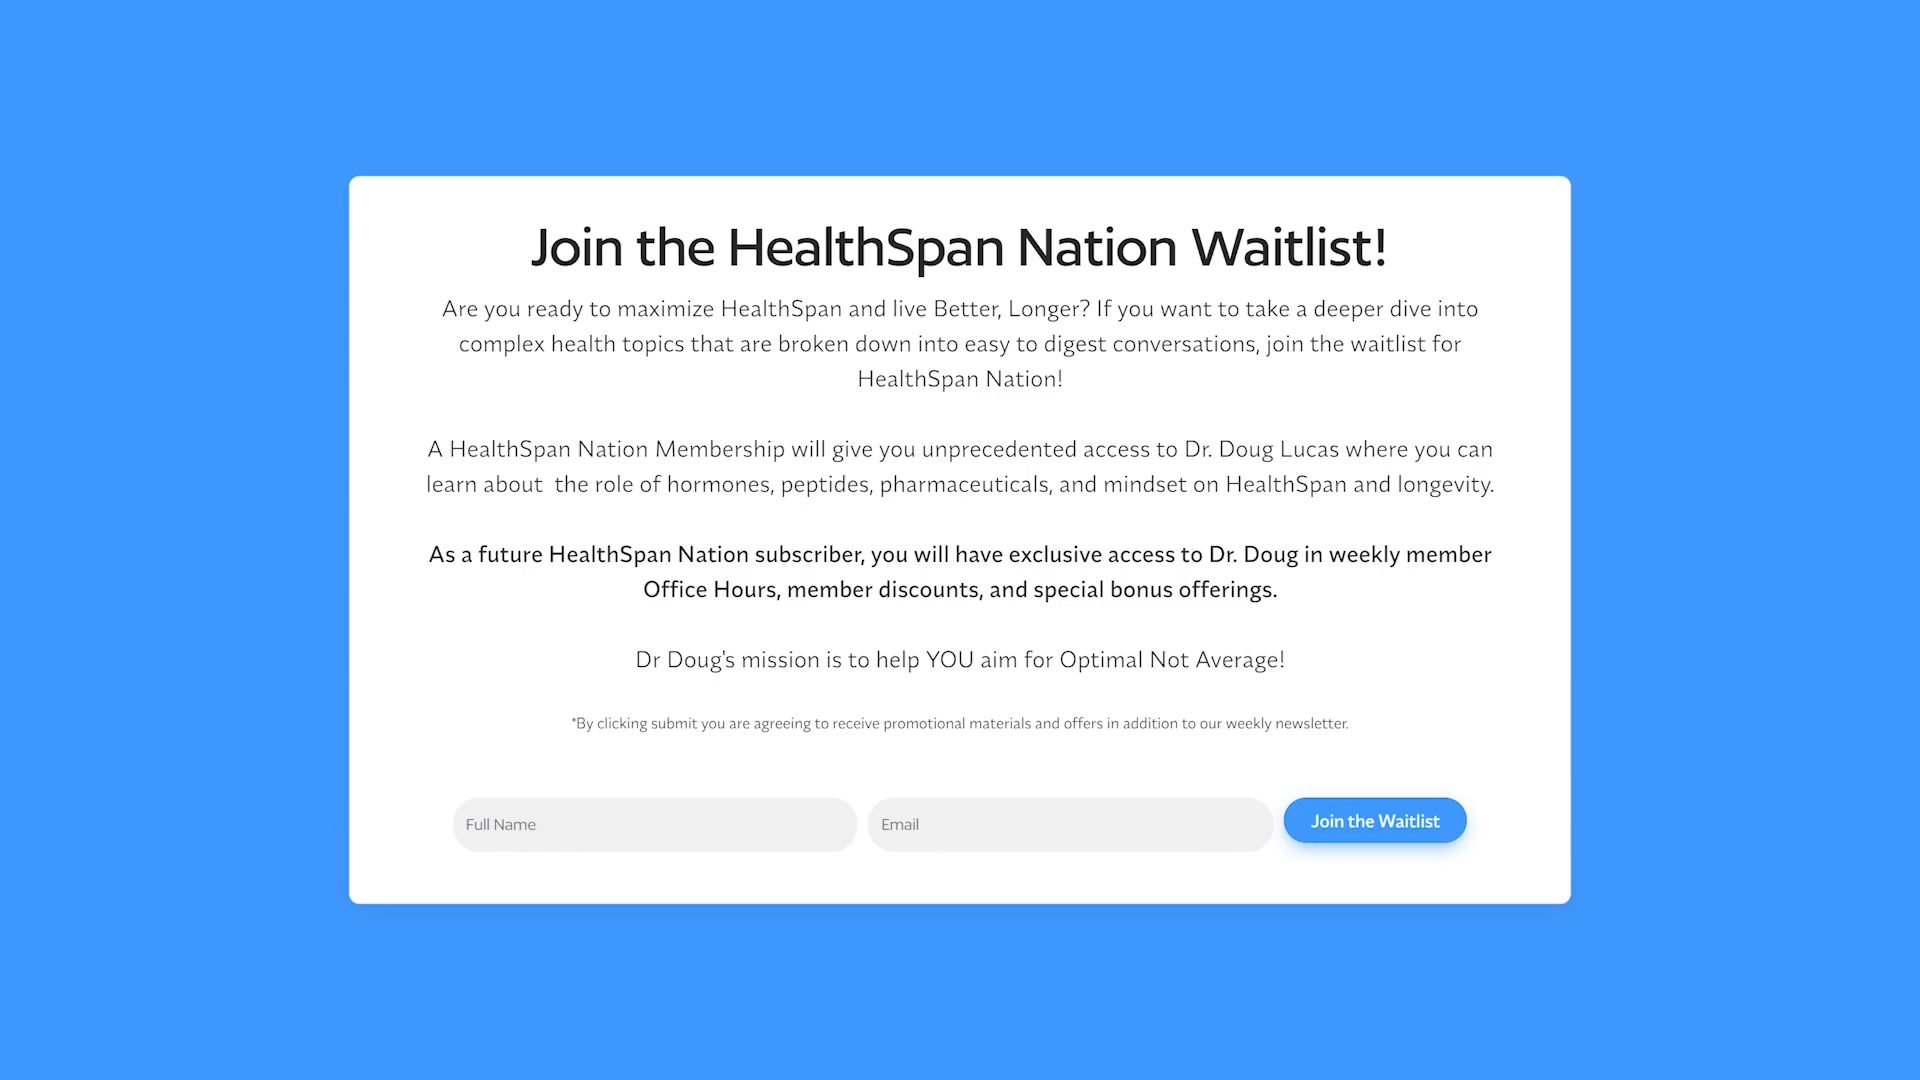 Join the HealthSpan Nation Waitlist!
Are you ready to maximize HealthSpan and live Better, Longer? If you want to take a deeper dive into
complex health topics that are broken down into easy to digest conversations, join the waitlist for
HealthSpan Nation!
A HealthSpan Nation Membership will give you unprecedented access to Dr. Doug Lucas where you can
learn about  the role of hormones, peptides, pharmaceuticals, and mindset on HealthSpan and longevity.
As a future HealthSpan Nation subscriber, you will have exclusive access to Dr. Doug in weekly member
Office Hours, member discounts, and special bonus offerings.
Dr Doug's mission is to help YOU aim for Optimal Not Average!
*By clicking submit you are agreeing to receive promotional materials and offers in addition to our weekly newsletter.
Full Name
Email
Join the Waitlist